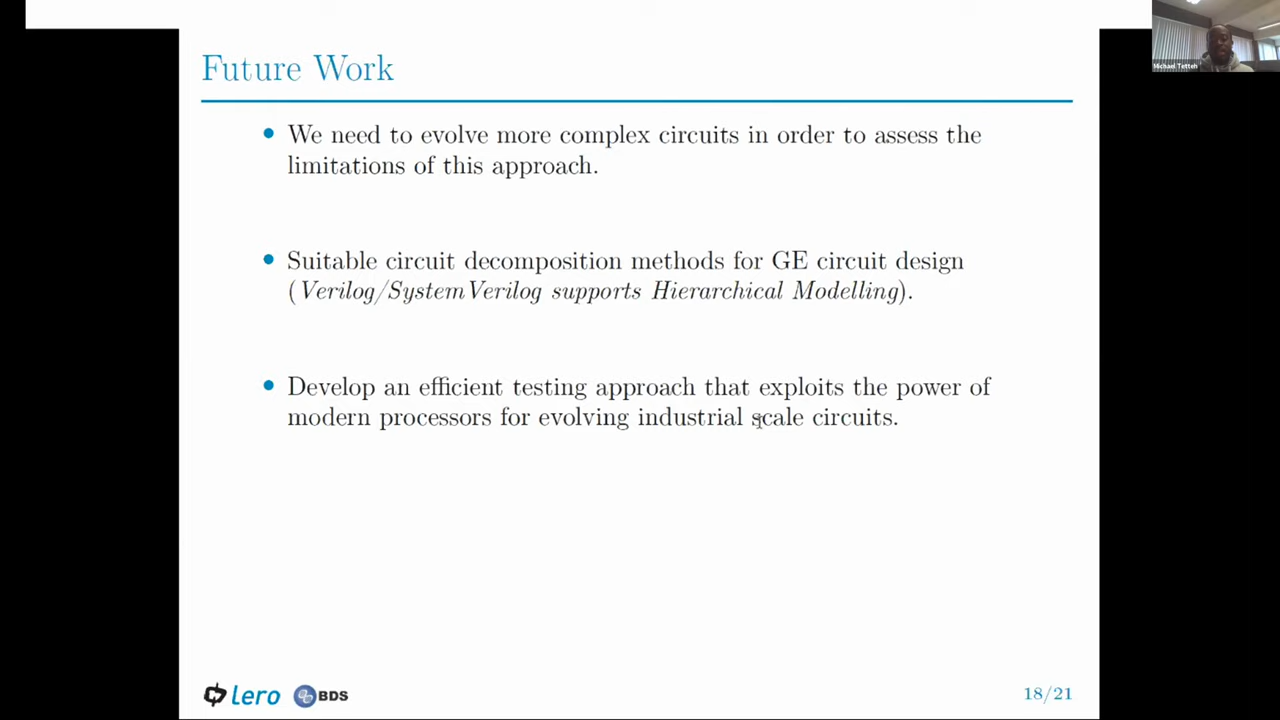 Michael Tetteh
Future Work
• We need to evolve more complex circuits in order to assess the
limitations of this approach.
• Suitable circuit decomposition methods for GE circuit design
(Verilog/SystemVerilog supports Hierarchical Modelling).
• Develop an efficient testing approach that exploits the power of
modern processors for evolving industrial scale circuits.
Lero BDS 18/21